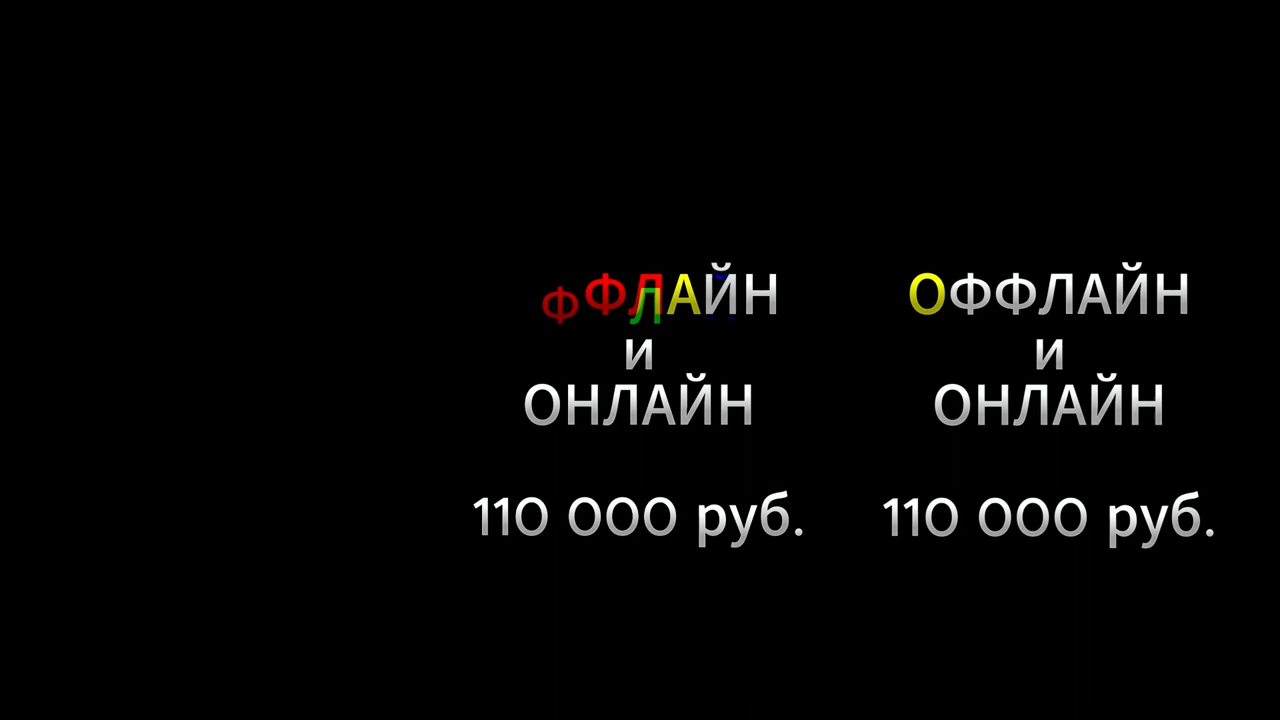 ФФЛАЙН
и
ОНЛАЙН
110 000 руб.
ОФФЛАЙН
и
ОНЛАЙН
110 000 руб.